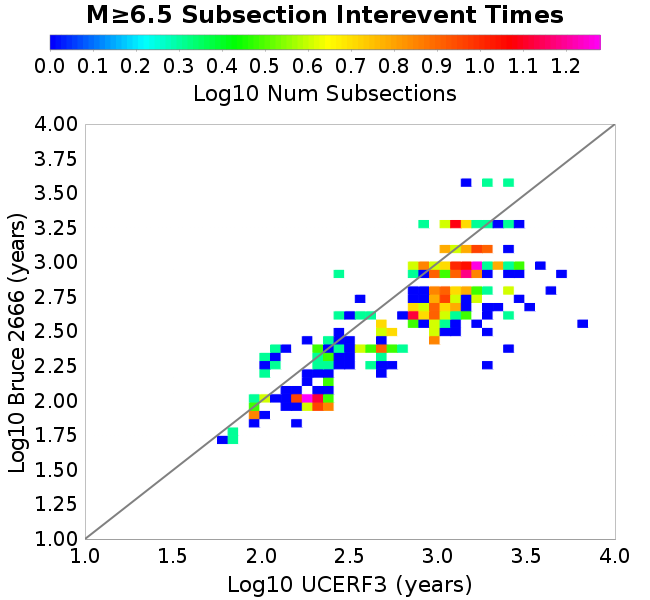 M≥6.5 Subsection Interevent Times
0.0 0.1 0.2 0.3 0.4 0.5 0.6 0.7 0.8 0.9 1.0 1.1 1.2
Log10 Num Subsections
4.00
3.75
3.50
3.25
3.00
2.75
2.50
2.25
2.00
1.75
1.50
1.25
1.00
Log10 Bruce 2666 (years)
1.0 1.5 2.0 2.5 3.0 3.5 4.0
Log10 UCERF3 (years)